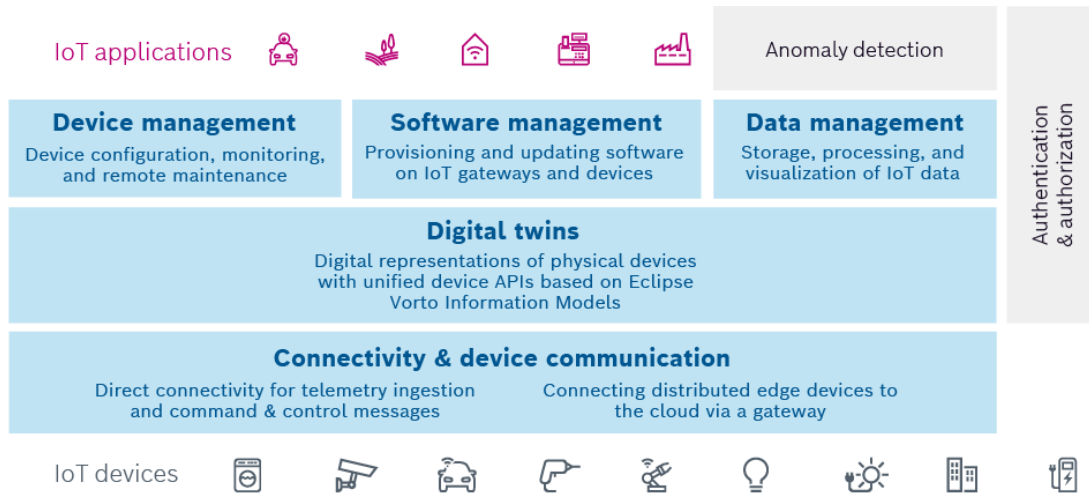 IoT applications
Anomaly detection
Device management
Device configuration, monitoring,
and remote maintenance
Software management
Provisioning and updating software
on IoT gateways and devices
Data management
Storage, processing, and
visualization of IoT data
Authentication
& authorization
Digital twins
Digital representations of physical devices
with unified device APIs based on Eclipse
Vorto Information Models
Connectivity & device communication
Direct connectivity for telemetry ingestion
and command & control messages
Connecting distributed edge devices to
the cloud via a gateway
IoT devices